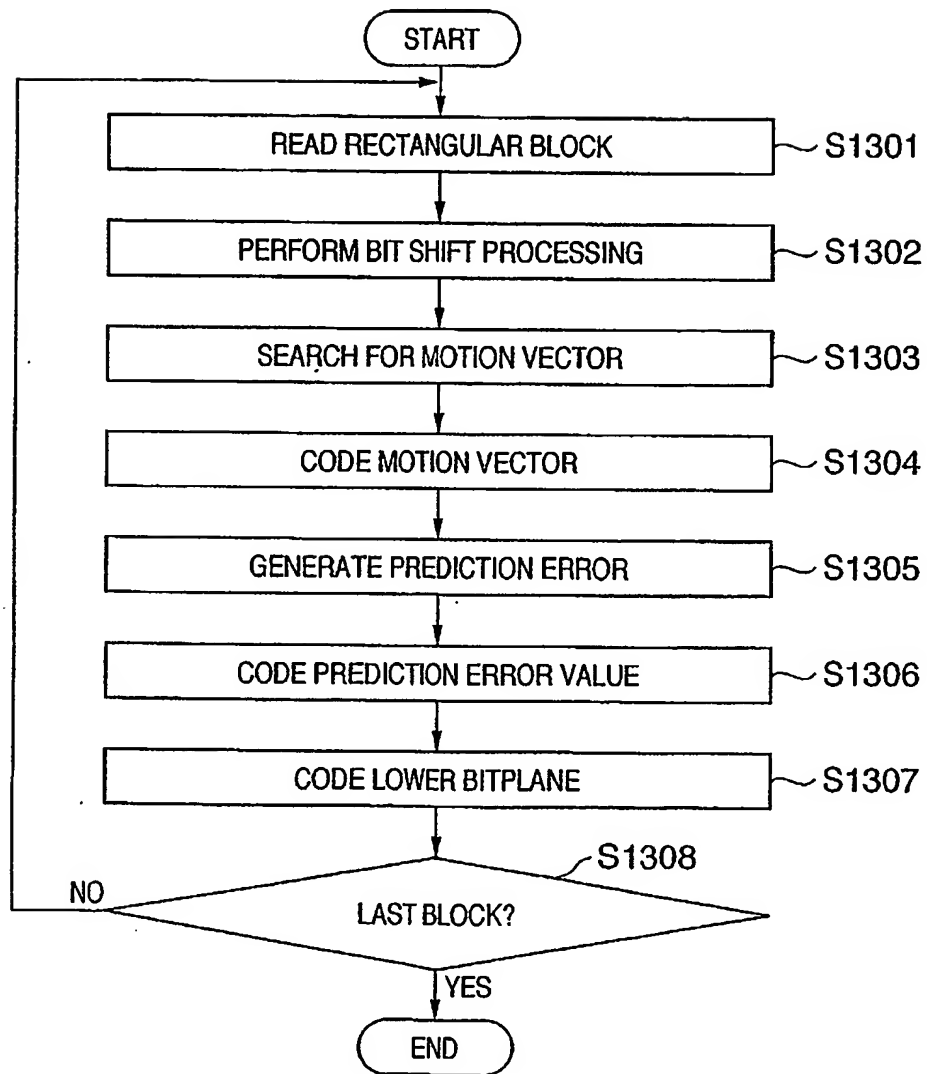 START
READ RECTANGULAR BLOCK
S1301
PERFORM BIT SHIFT PROCESSING
S1302
SEARCH FOR MOTION VECTOR
S1303
CODE MOTION VECTOR
S1304
GENERATE PREDICTION ERROR
S1305
CODE PREDICTION ERROR VALUE
S1306
CODE LOWER BITPLANE
S1307
S1308
NO
LAST BLOCK?
YES
END